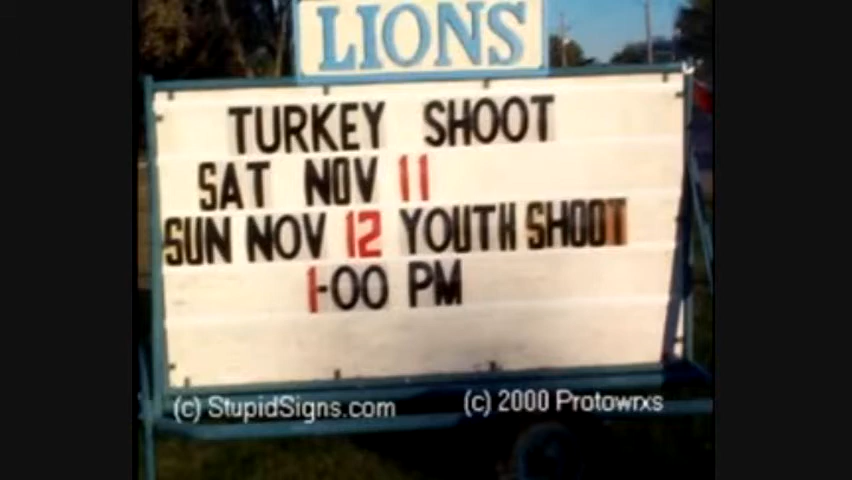 LIONS
TURKEY SHOOT
SAT NOV 11
SUN NOV 12 YOUTH SHOOT
1-00 PM
(c) StupidSigns.com (c) 2000 Protowrxs